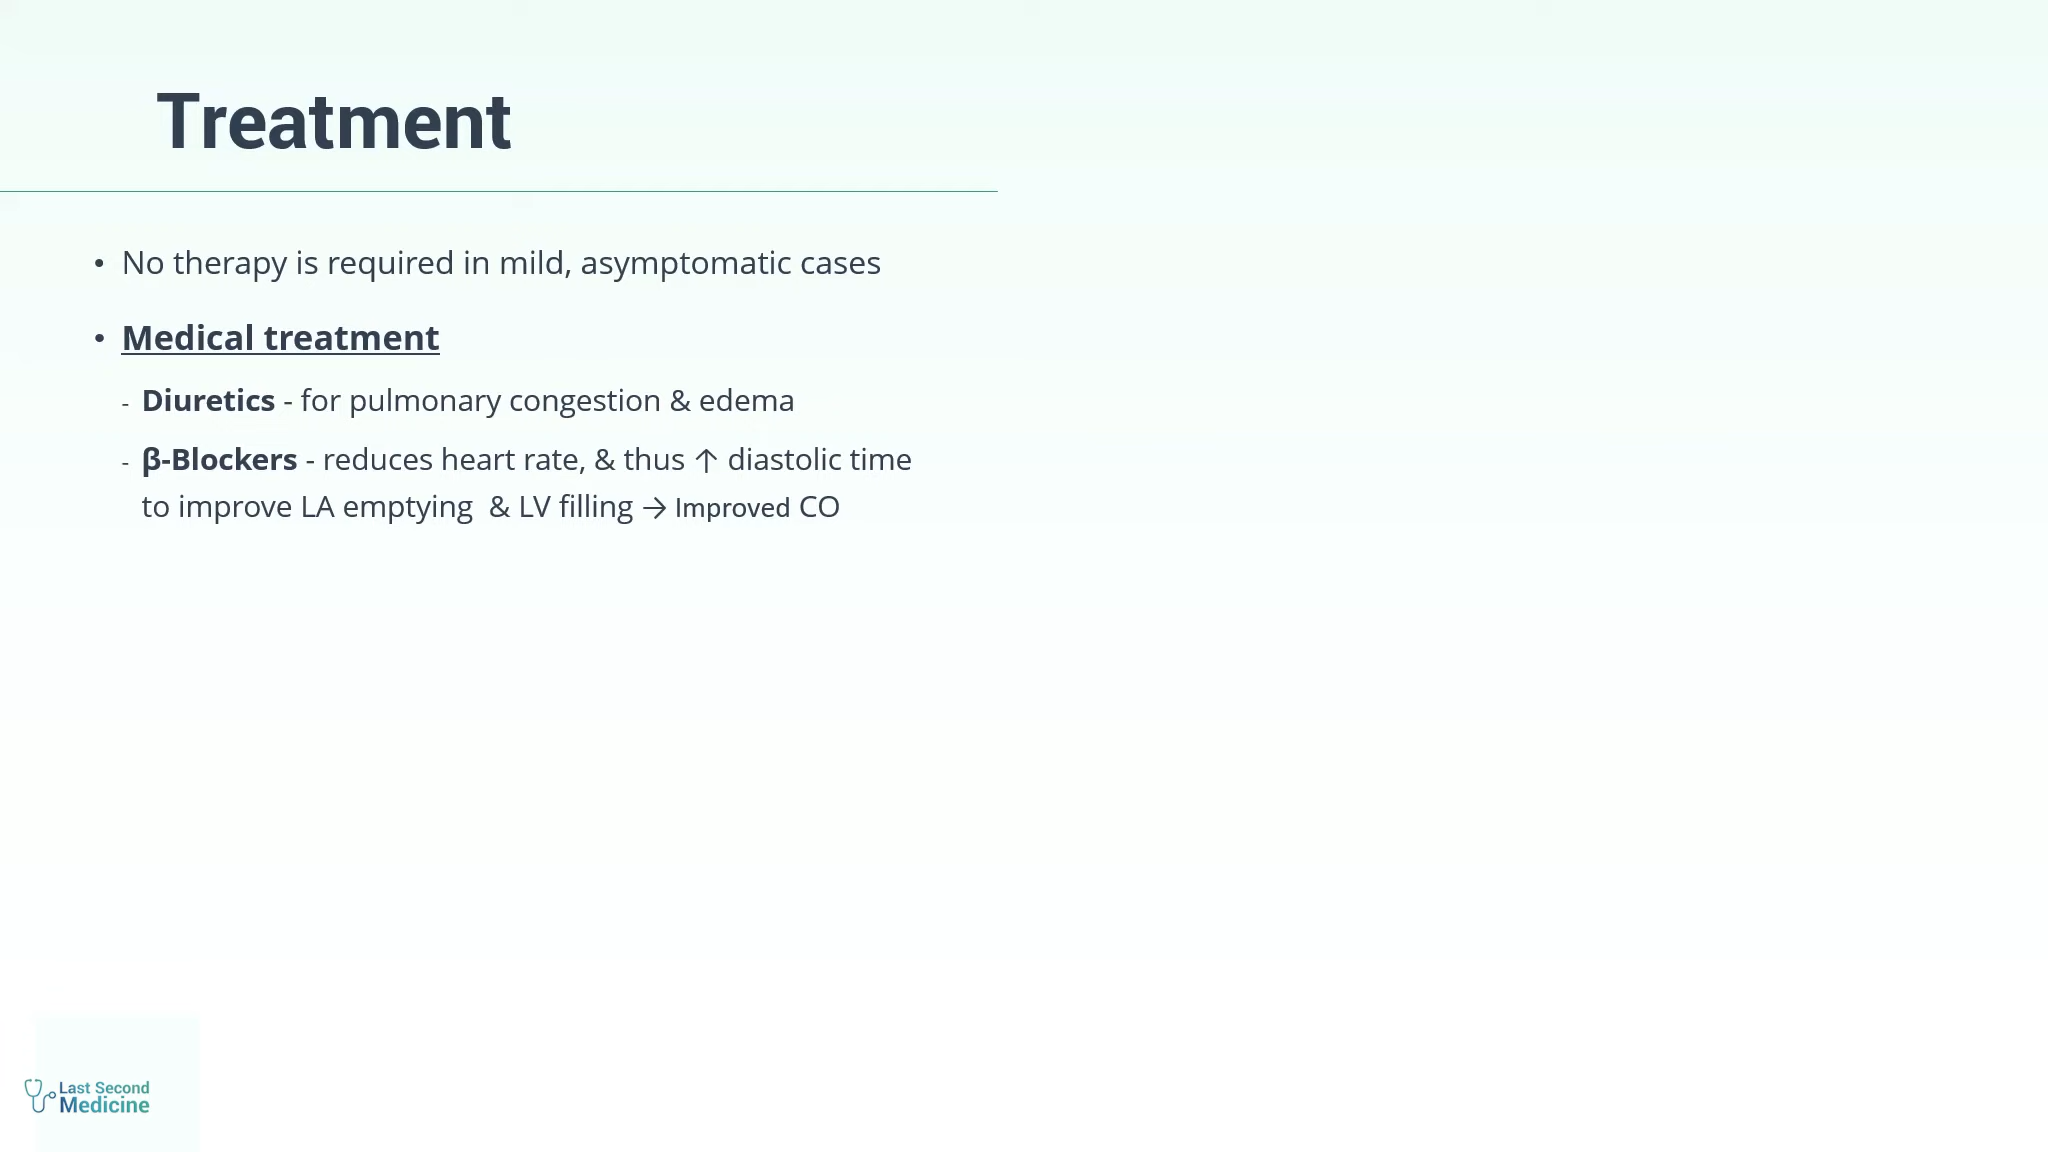 Treatment
• No therapy is required in mild, asymptomatic cases
• Medical treatment
- Diuretics - for pulmonary congestion & edema
- β-Blockers - reduces heart rate, & thus ↑ diastolic time
to improve LA emptying & LV filling → Improved CO
Last Second
Medicine